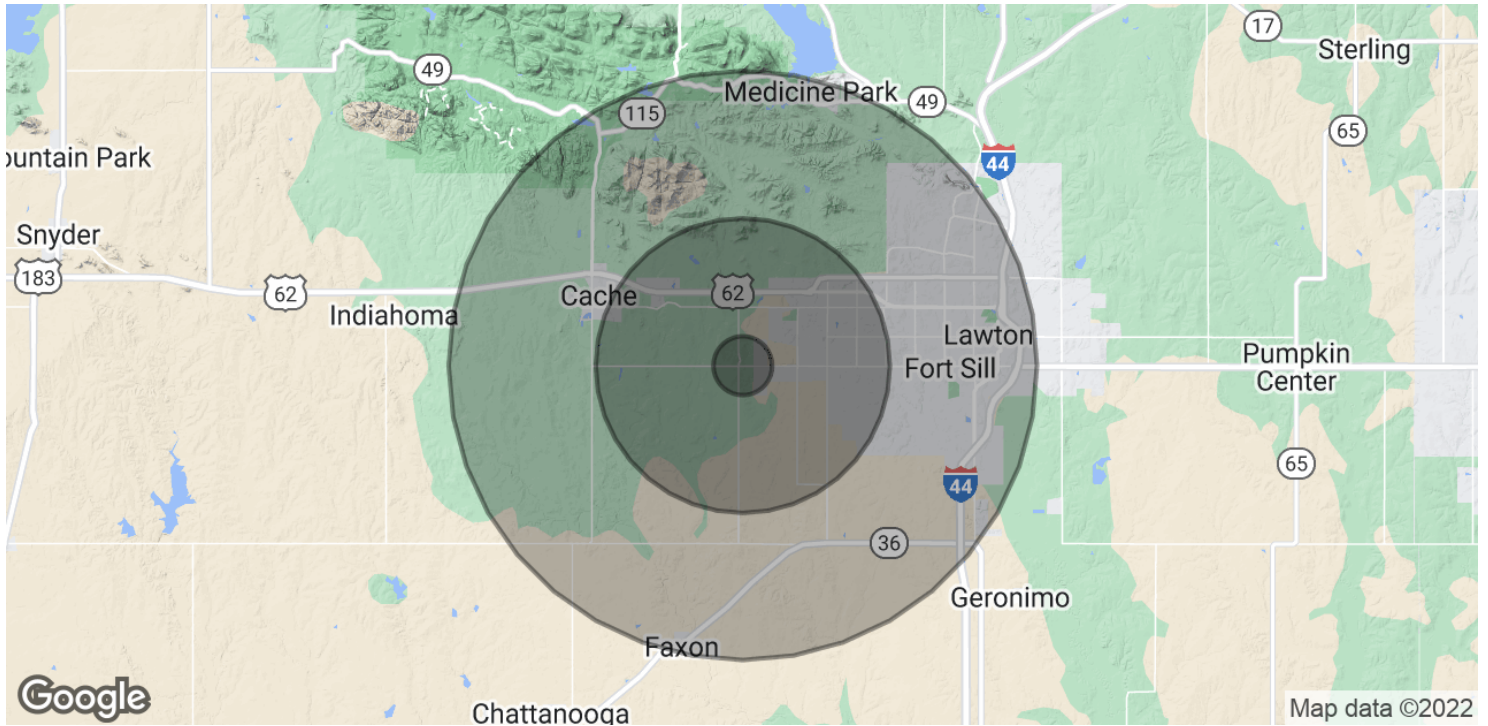 17
Sterling
49
Medicine Park
49
115
65
44
ountain Park
Snyder
183
62
Cache
62
Indiahoma
Lawton
Fort Sill
Pumpkin
Center
65
44
36
Geronimo
Faxon
Chattanooga
Google
Map data ©2022